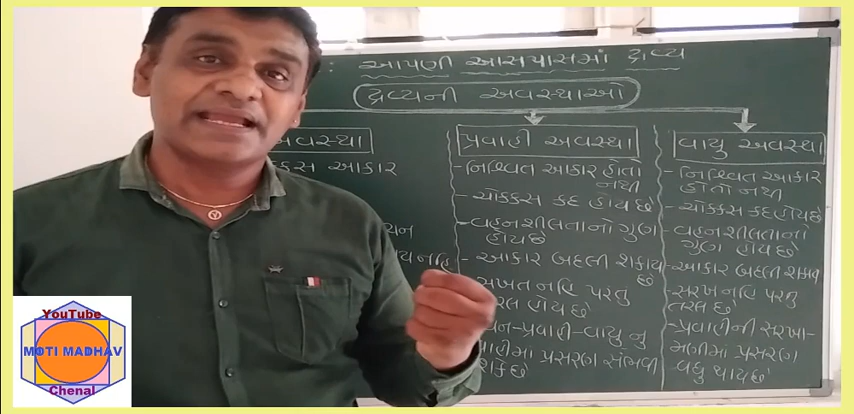 : આપણી આસપાસમાં દ્રવ્ય
દ્રવ્યની અવસ્થાઓ
અવસ્થા
આકાર
પ્રવાહી અવસ્થા
- નિશ્ચિત આકાર હોતો
નથી
- ચોક્કસ કદ હોય છે
- વહનશીલતાનો ગુણ
હોય છે
- આકાર બદલી શકાય
છે
સખત નહિ પરંતુ
તરલ હોય છે
પ્રવાહી - વાયુ નુ
પ્રસરણ સંભવી
શકે છે
વાયુ અવસ્થા
- નિશ્ચિત આકાર
હોતો નથી
- ચોક્કસ કદ હોય છે
- વહનશીલતાનો
ગુણ હોય છે
- આકાર બદલી શકાય
સખત નહિ પરંતુ
તરલ છે
- પ્રવાહીની સરખા-
મણીમાં પ્રસરણ
વધુ થાય છે
YouTube
MOTI MADHAV
Chenal